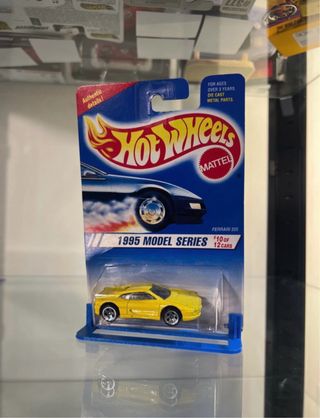 Authentic
details!
FOR AGES
OVER 3 YEARS
DIE CAST
METAL PARTS
HOT WHEELS
MATTEL
FERRARI 355
1995 MODEL SERIES
#10 OF
12 CARS